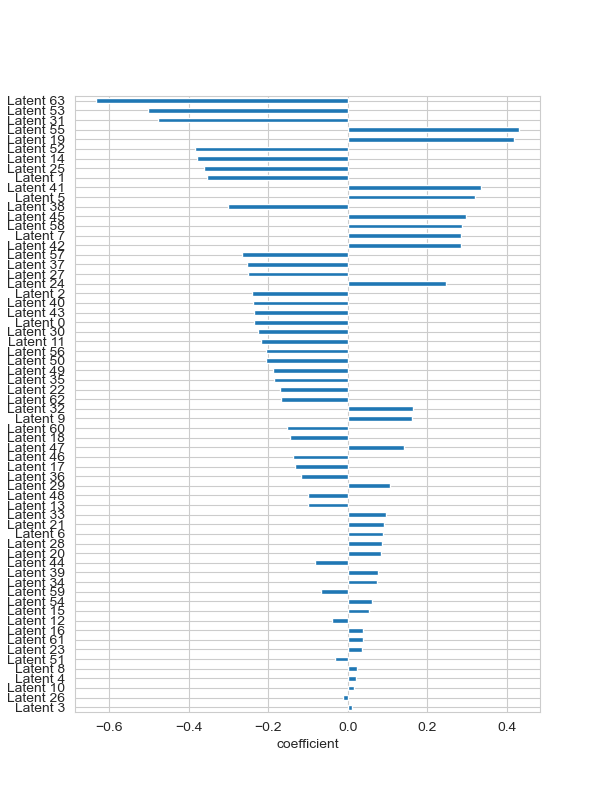 Latent 63
Latent 53
Latent 31
Latent 55
Latent 19
Latent 52
Latent 14
Latent 25
Latent 1
Latent 41
Latent 5
Latent 38
Latent 45
Latent 58
Latent 7
Latent 42
Latent 57
Latent 37
Latent 27
Latent 24
Latent 2
Latent 40
Latent 43
Latent 0
Latent 30
Latent 11
Latent 56
Latent 50
Latent 49
Latent 35
Latent 22
Latent 62
Latent 32
Latent 9
Latent 60
Latent 18
Latent 47
Latent 46
Latent 17
Latent 36
Latent 29
Latent 48
Latent 13
Latent 33
Latent 21
Latent 6
Latent 28
Latent 20
Latent 44
Latent 39
Latent 34
Latent 59
Latent 54
Latent 15
Latent 12
Latent 16
Latent 61
Latent 23
Latent 51
Latent 8
Latent 4
Latent 10
Latent 26
Latent 3
−0.6 −0.4 −0.2 0.0 0.2 0.4
coefficient